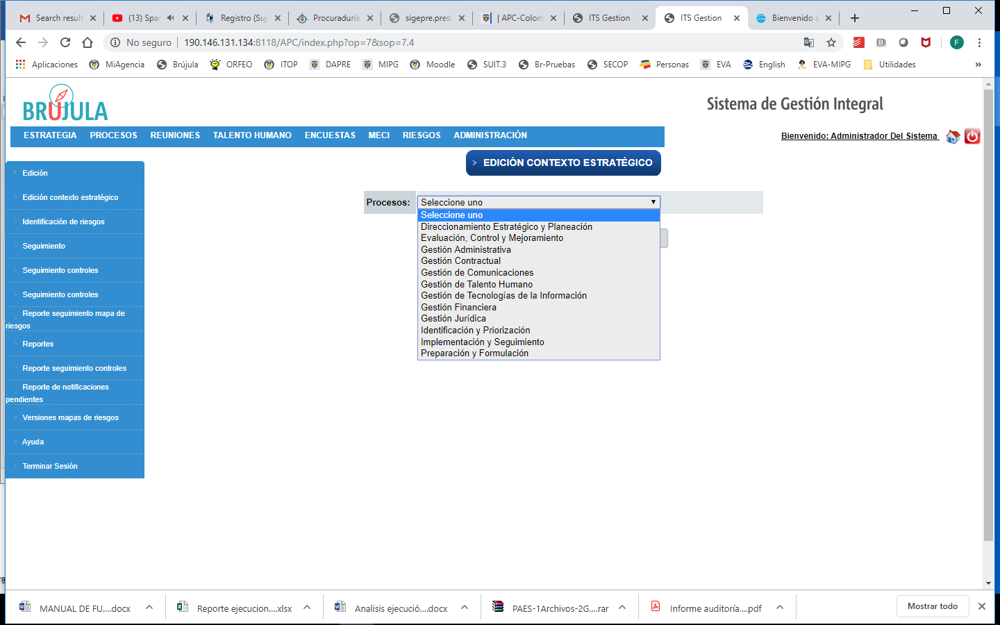 Search result
(13) Spar
Registro (Suj
Procuraduría
sigepre.presi
| APC-Colom
ITS Gestion
ITS Gestion
Bienvenido a
No seguro
190.146.131.134:8118/APC/index.php?op=7&sop=7.4
F
Aplicaciones
MiAgencia
Brújula
ORFEO
ITOP
DAPRE
MIPG
Moodle
SUIT.3
Br-Pruebas
SECOP
Personas
EVA
English
EVA-MIPG
Utilidades
»
BRÚJULA
Sistema de Gestión Integral
ESTRATEGIA PROCESOS REUNIONES TALENTO HUMANO ENCUESTAS MECI RIESGOS ADMINISTRACIÓN
Bienvenido: Administrador Del Sistema
> EDICIÓN CONTEXTO ESTRATÉGICO
Edición
Edición contexto estratégico
Identificación de riesgos
Seguimiento
Seguimiento controles
Seguimiento controles
Reporte seguimiento mapa de
riesgos
Reportes
Reporte seguimiento controles
Reporte de notificaciones
pendientes
Versiones mapas de riesgos
Ayuda
Terminar Sesión
Procesos: Seleccione uno
Seleccione uno
Direccionamiento Estratégico y Planeación
Evaluación, Control y Mejoramiento
Gestión Administrativa
Gestión Contractual
Gestión de Comunicaciones
Gestión de Talento Humano
Gestión de Tecnologías de la Información
Gestión Financiera
Gestión Jurídica
Identificación y Priorización
Implementación y Seguimiento
Preparación y Formulación
MANUAL DE FU....docx
Reporte ejecucion....xlsx
Analisis ejecució....docx
PAES-1Archivos-2G....rar
Informe auditoría....pdf
Mostrar todo